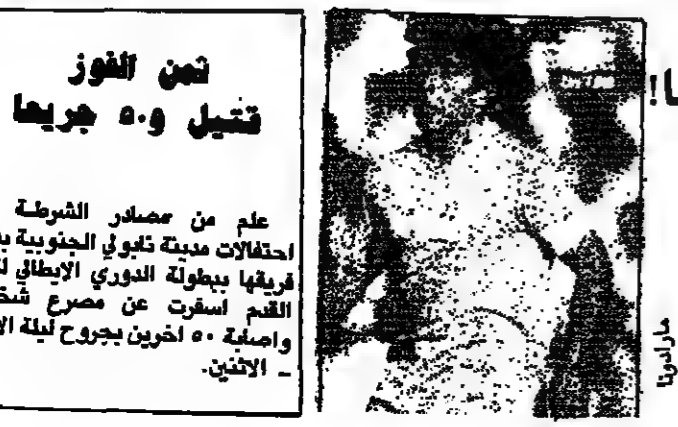 ثمن الفوز
قتيل و٥٠ جريحا
علم من مصادر الشرطة
احتفالات مدينة نابولي الجنوبية
فريقها ببطولة الدوري الايطالي
القدم اسفرت عن مصرع
واصابة ٥٠ اخرين بجروح ليلة
- الاثنين.
ا!
مارادونا